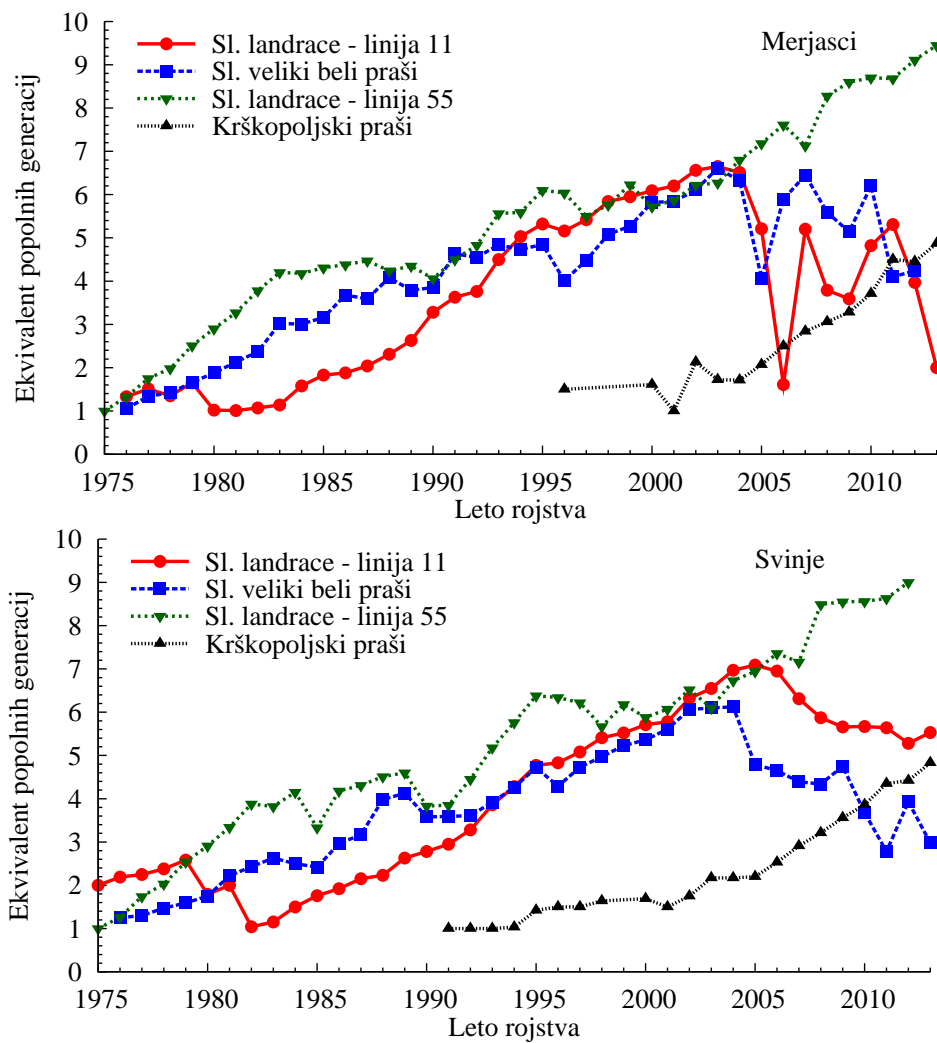 10
9
8
7
6
5
4
3
2
1
0
Ekvivalent popolnih generacij
Merjasci
Sl. landrace - linija 11
Sl. veliki beli praši
Sl. landrace - linija 55
Krškopoljski praši
1975 1980 1985 1990 1995 2000 2005 2010
Leto rojstva
10
9
8
7
6
5
4
3
2
1
0
Ekvivalent popolnih generacij
Svinje
Sl. landrace - linija 11
Sl. veliki beli praši
Sl. landrace - linija 55
Krškopoljski praši
1975 1980 1985 1990 1995 2000 2005 2010
Leto rojstva